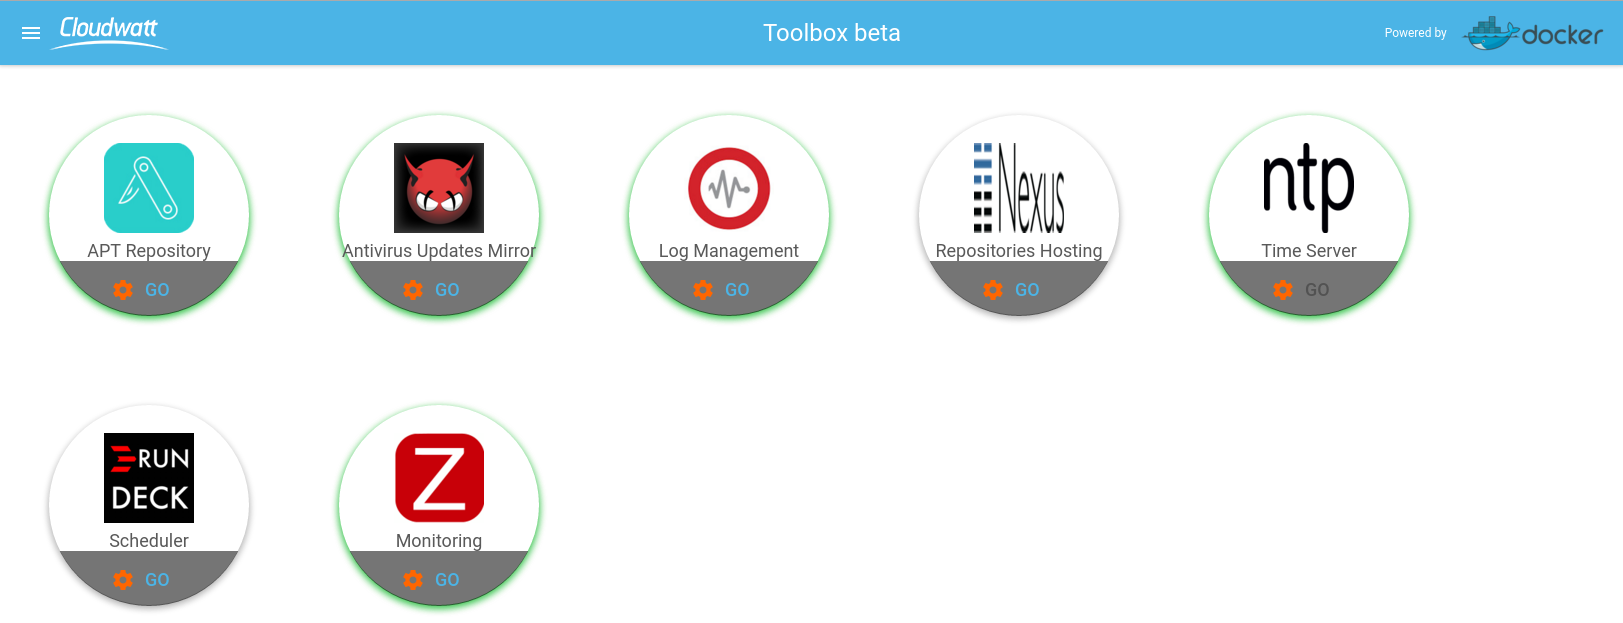 Cloudwatt
Toolbox beta
Powered by
docker
ntp
Nexus
APT Repository
Antivirus Updates Mirror
Log Management
Repositories Hosting
Time Server
GO
GO
GO
GO
GO
RUN
DECK
Z
Scheduler
Monitoring
GO
GO